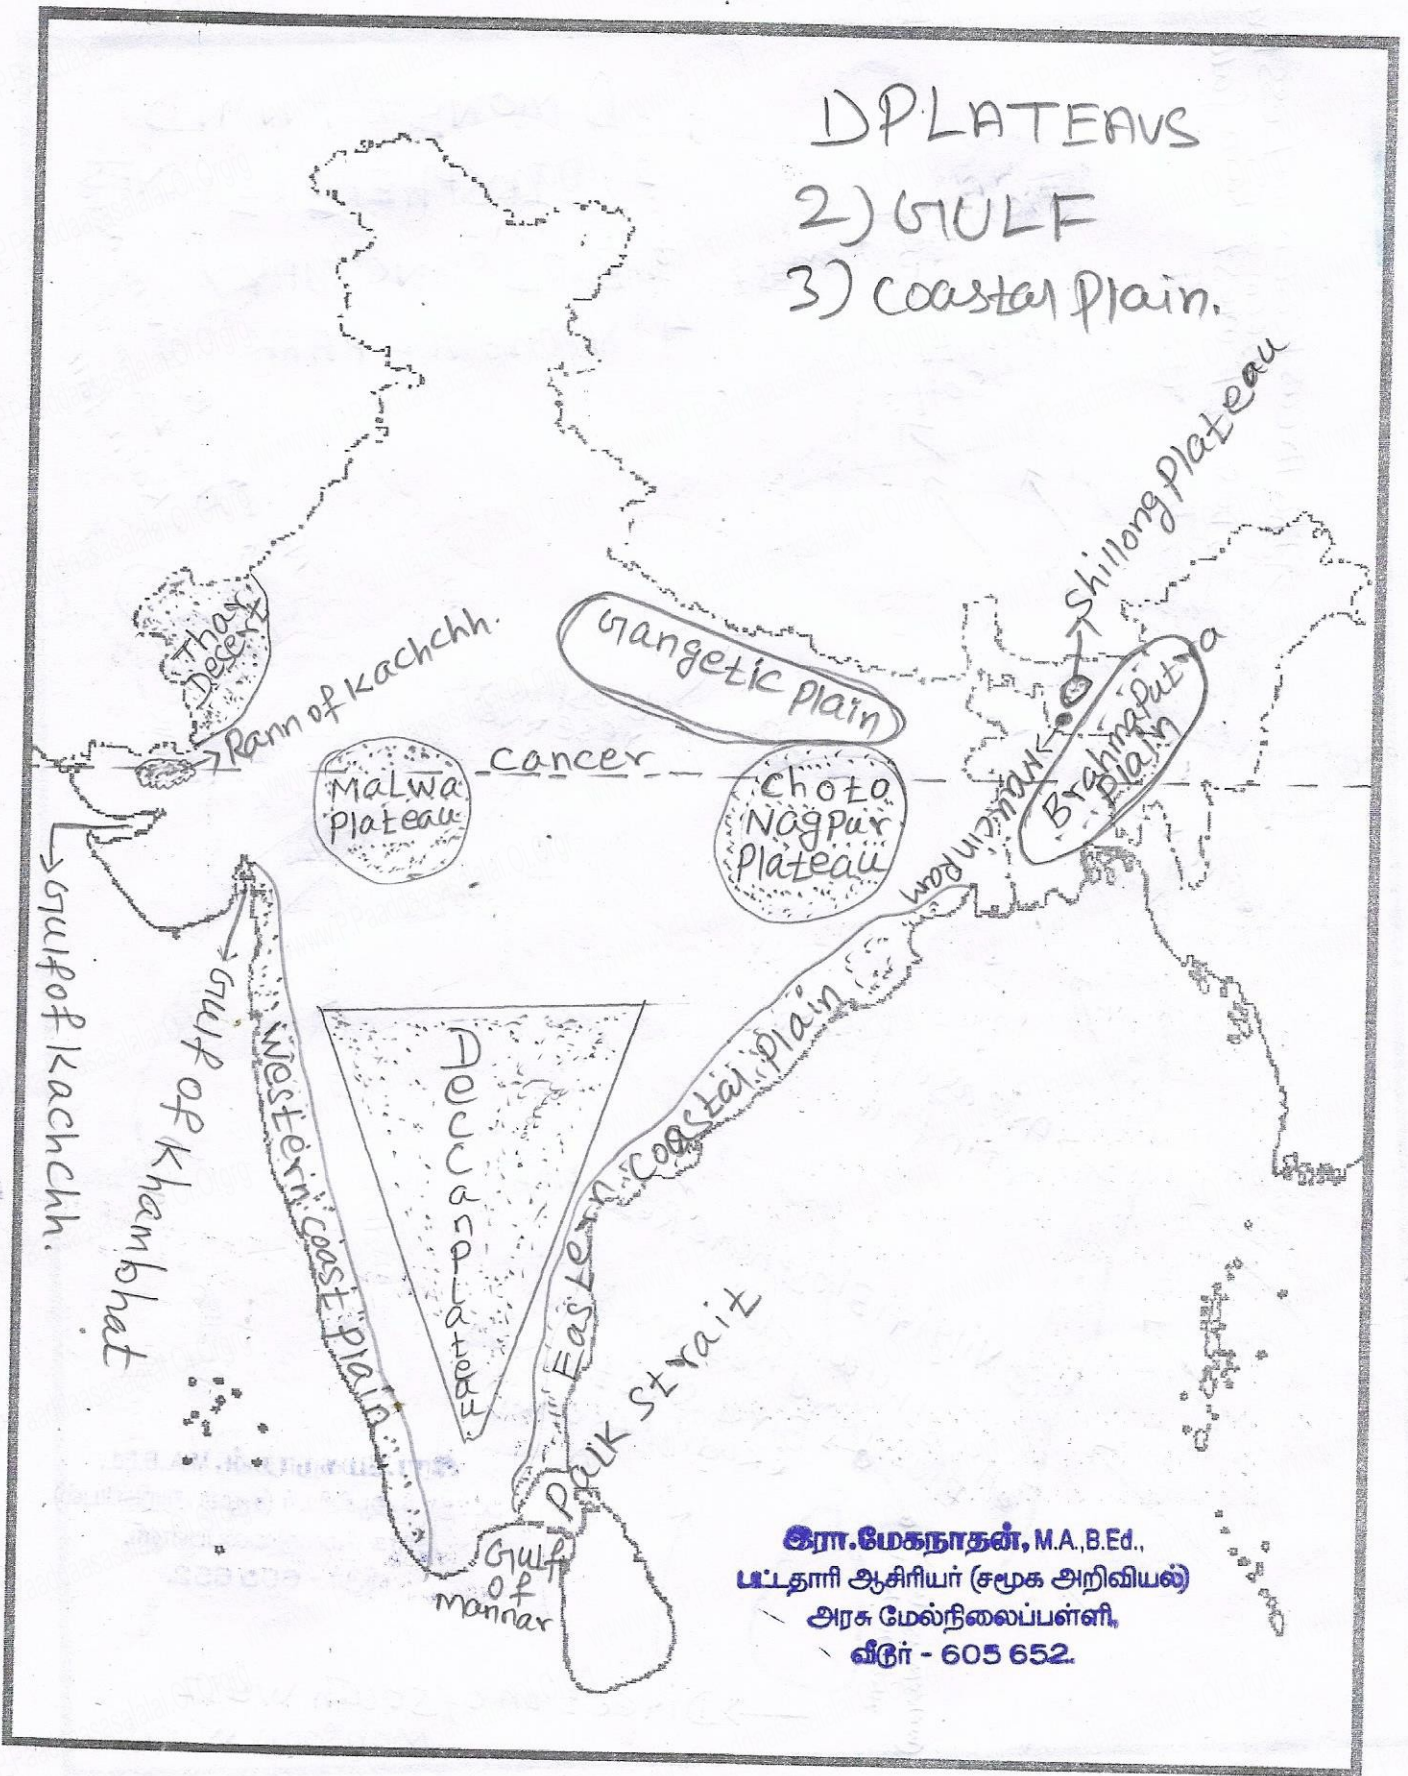 1) PLATEAUS
2) GULF
3) Coastal Plain.
Shillong Plateau
Thar
Desert
Rann of Kachchh.
Gangetic Plain
Brahmaputra
Plain
Mawsinram
Cancer
Malwa
Plateau
Choto
Nagpur
Plateau
Gulf of Kachchh.
Gulf of Khambhat
Western coast Plain
Deccan Plateau
Eastern Coastal Plain
Palk Strait
Gulf
of
mannar
இரா.மேகநாதன், M.A.,B.Ed.,
பட்டதாரி ஆசிரியர் (சமூக அறிவியல்)
அரசு மேல்நிலைப்பள்ளி,
வீடூர் - 605 652.